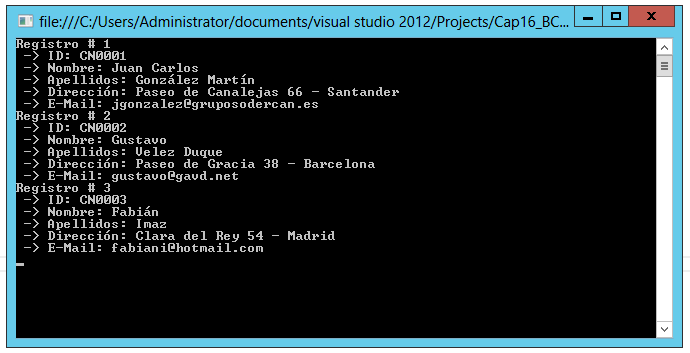 file:///C:/Users/Administrator/documents/visual studio 2012/Projects/Cap16_BC...
Registro # 1
-> ID: CN0001
-> Nombre: Juan Carlos
-> Apellidos: González Martín
-> Dirección: Paseo de Canalejas 66 - Santander
-> E-Mail: jgonzalez@gruposodercan.es
Registro # 2
-> ID: CN0002
-> Nombre: Gustavo
-> Apellidos: Velez Duque
-> Dirección: Paseo de Gracia 38 - Barcelona
-> E-Mail: gustavo@gavd.net
Registro # 3
-> ID: CN0003
-> Nombre: Fabián
-> Apellidos: Imaz
-> Dirección: Clara del Rey 54 - Madrid
-> E-Mail: fabiani@hotmail.com